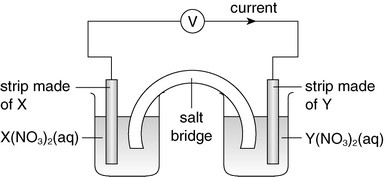 current
V
strip made
of X
strip made
of Y
salt
bridge
X(NO₃)₂(aq)
Y(NO₃)₂(aq)